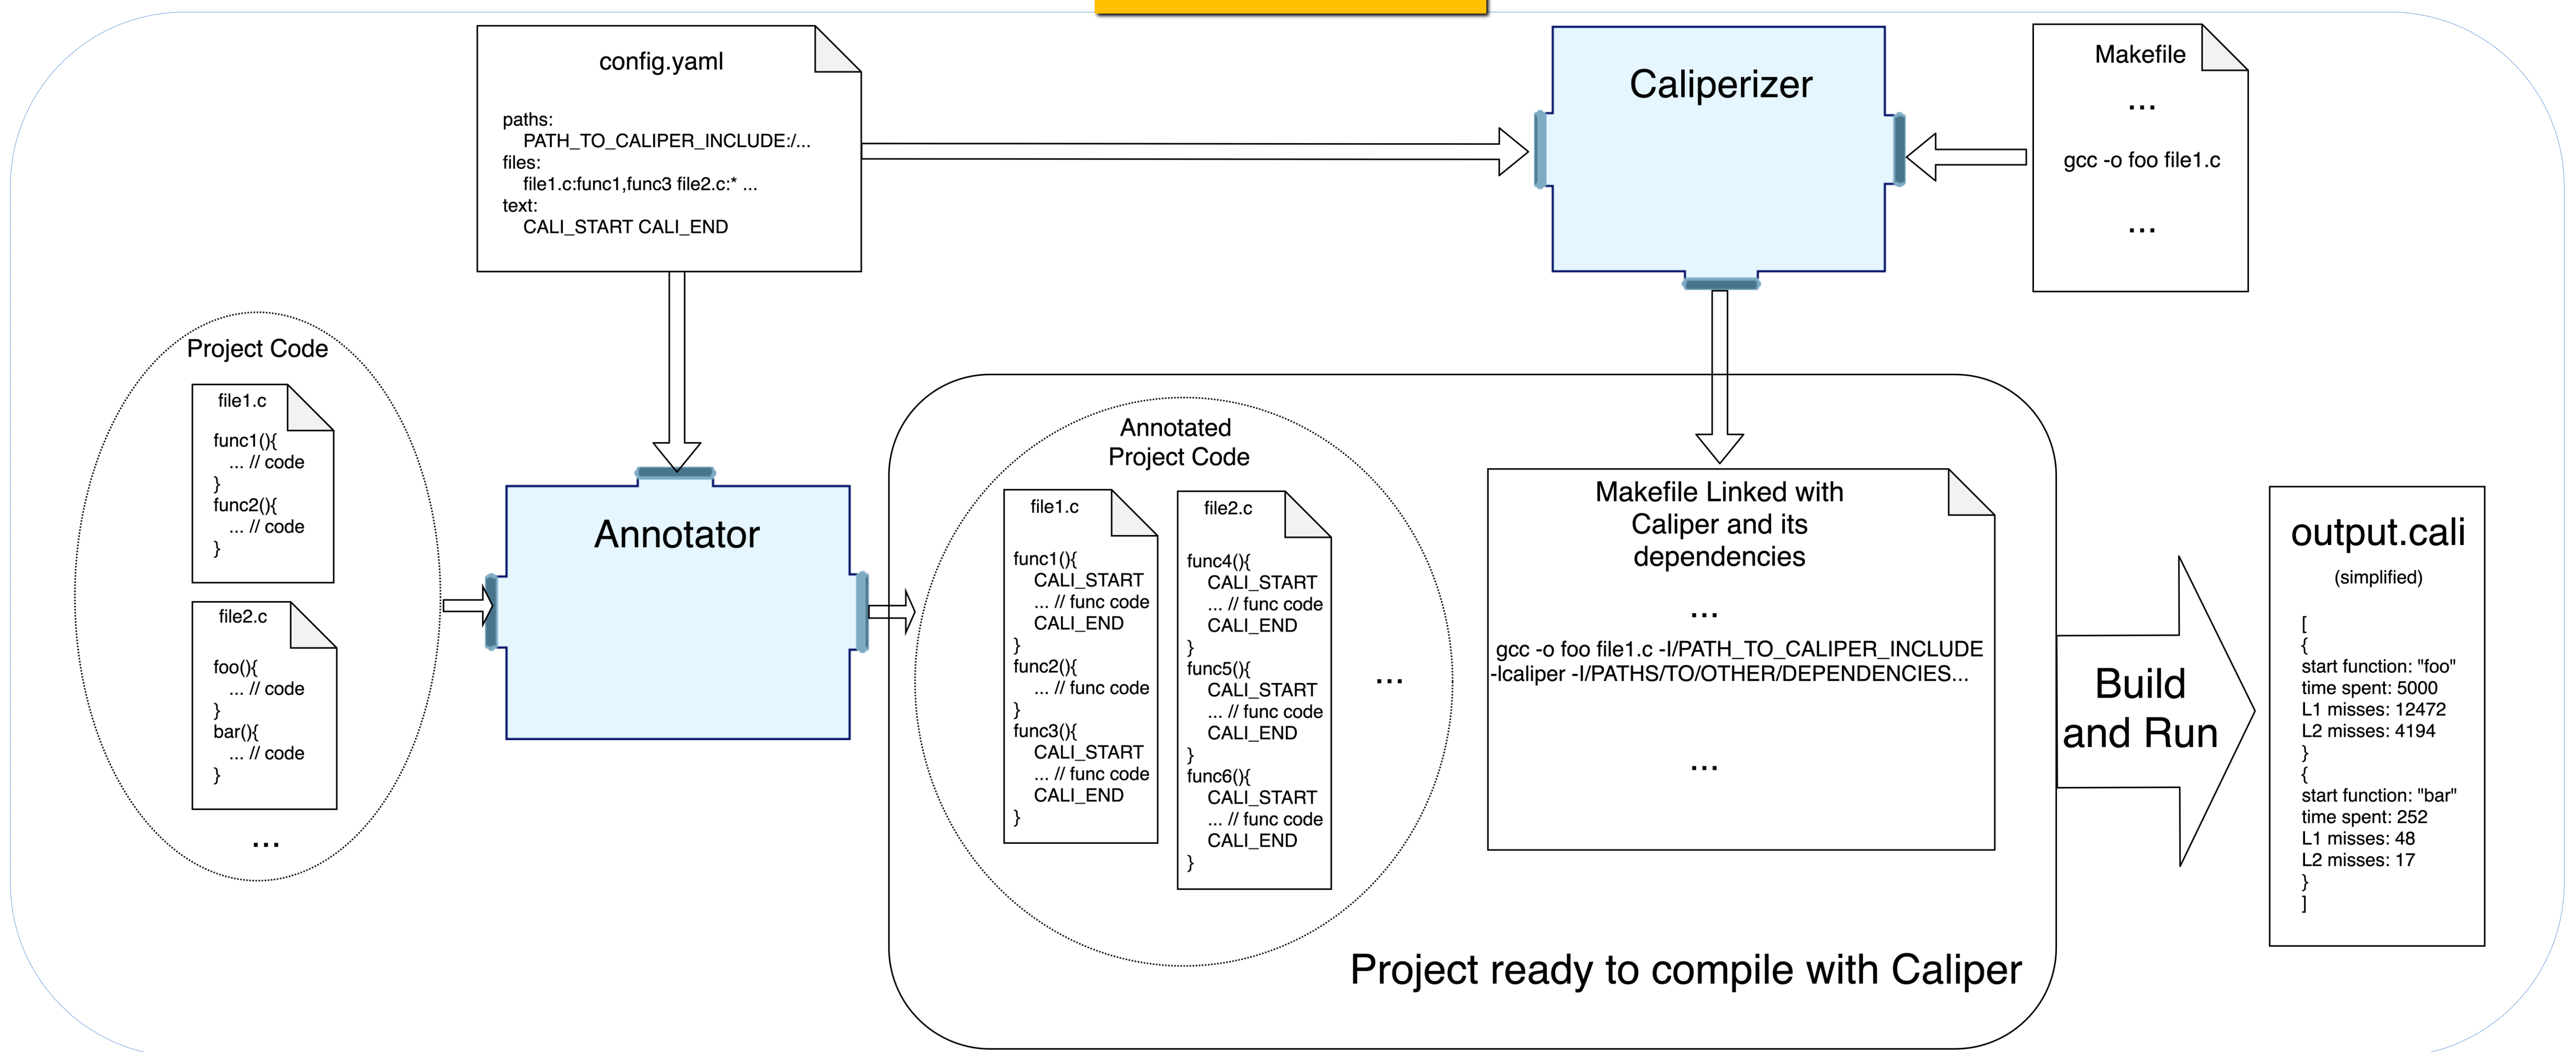 config.yaml
paths:
PATH_TO_CALIPER_INCLUDE:/...
files:
file1.c:func1,func3 file2.c:* ...
text:
CALI_START CALI_END
Caliperizer
Makefile
...
gcc -o foo file1.c
...
Project Code
file1.c
func1(){
... // code
}
func2(){
... // code
}
file2.c
foo(){
... // code
}
bar(){
... // code
}
...
Annotator
Annotated
Project Code
file1.c
func1(){
CALI_START
... // func code
CALI_END
}
func2(){
... // func code
}
func3(){
CALI_START
... // func code
CALI_END
}
file2.c
func4(){
CALI_START
... // func code
CALI_END
}
func5(){
CALI_START
... // func code
CALI_END
}
func6(){
CALI_START
... // func code
CALI_END
}
...
Makefile Linked with
Caliper and its
dependencies
...
gcc -o foo file1.c -I/PATH_TO_CALIPER_INCLUDE
-lcaliper -I/PATHS/TO/OTHER/DEPENDENCIES...
...
Project ready to compile with Caliper
Build
and Run
output.cali
(simplified)
[
{
start function: "foo"
time spent: 5000
L1 misses: 12472
L2 misses: 4194
}
{
start function: "bar"
time spent: 252
L1 misses: 48
L2 misses: 17
}
]